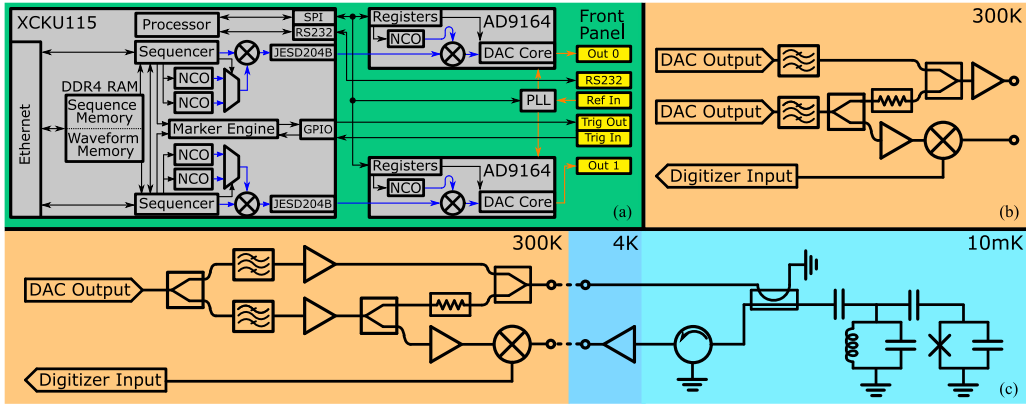 XCKU115
Processor
SPI
RS232
Sequencer
JESD204B
NCO
NCO
DDR4 RAM
Sequence
Memory
Waveform
Memory
Ethernet
Marker Engine
GPIO
NCO
NCO
Sequencer
JESD204B
Registers
AD9164
NCO
DAC Core
PLL
Registers
AD9164
NCO
DAC Core
Front
Panel
Out 0
RS232
Ref In
Trig Out
Trig In
Out 1
(a)
300K
DAC Output
DAC Output
Digitizer Input
(b)
300K
4K
10mK
DAC Output
Digitizer Input
(c)